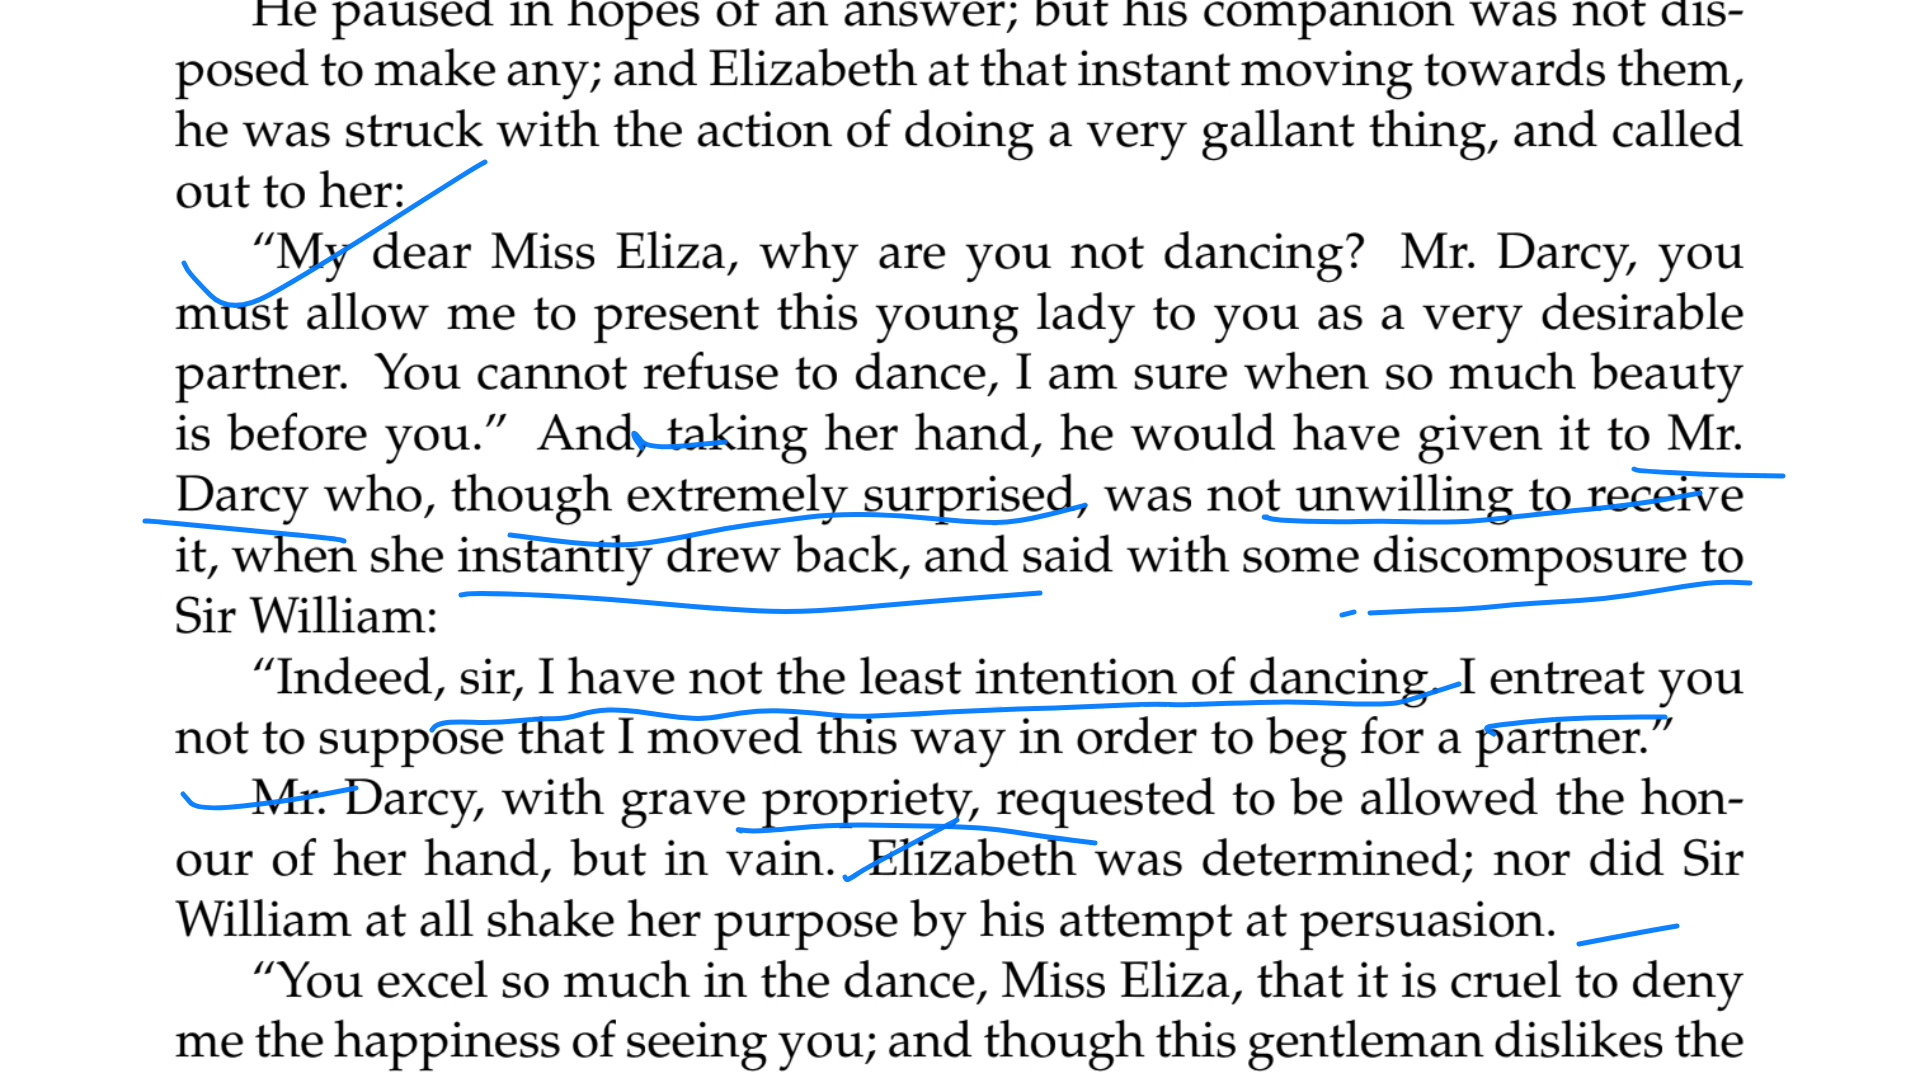 He paused in hopes of an answer; but his companion was not dis-
posed to make any; and Elizabeth at that instant moving towards them,
he was struck with the action of doing a very gallant thing, and called
out to her:
“My dear Miss Eliza, why are you not dancing? Mr. Darcy, you
must allow me to present this young lady to you as a very desirable
partner. You cannot refuse to dance, I am sure when so much beauty
is before you.” And, taking her hand, he would have given it to Mr.
Darcy who, though extremely surprised, was not unwilling to receive
it, when she instantly drew back, and said with some discomposure to
Sir William:
“Indeed, sir, I have not the least intention of dancing. I entreat you
not to suppose that I moved this way in order to beg for a partner.”
Mr. Darcy, with grave propriety, requested to be allowed the hon-
our of her hand, but in vain. Elizabeth was determined; nor did Sir
William at all shake her purpose by his attempt at persuasion.
“You excel so much in the dance, Miss Eliza, that it is cruel to deny
me the happiness of seeing you; and though this gentleman dislikes the